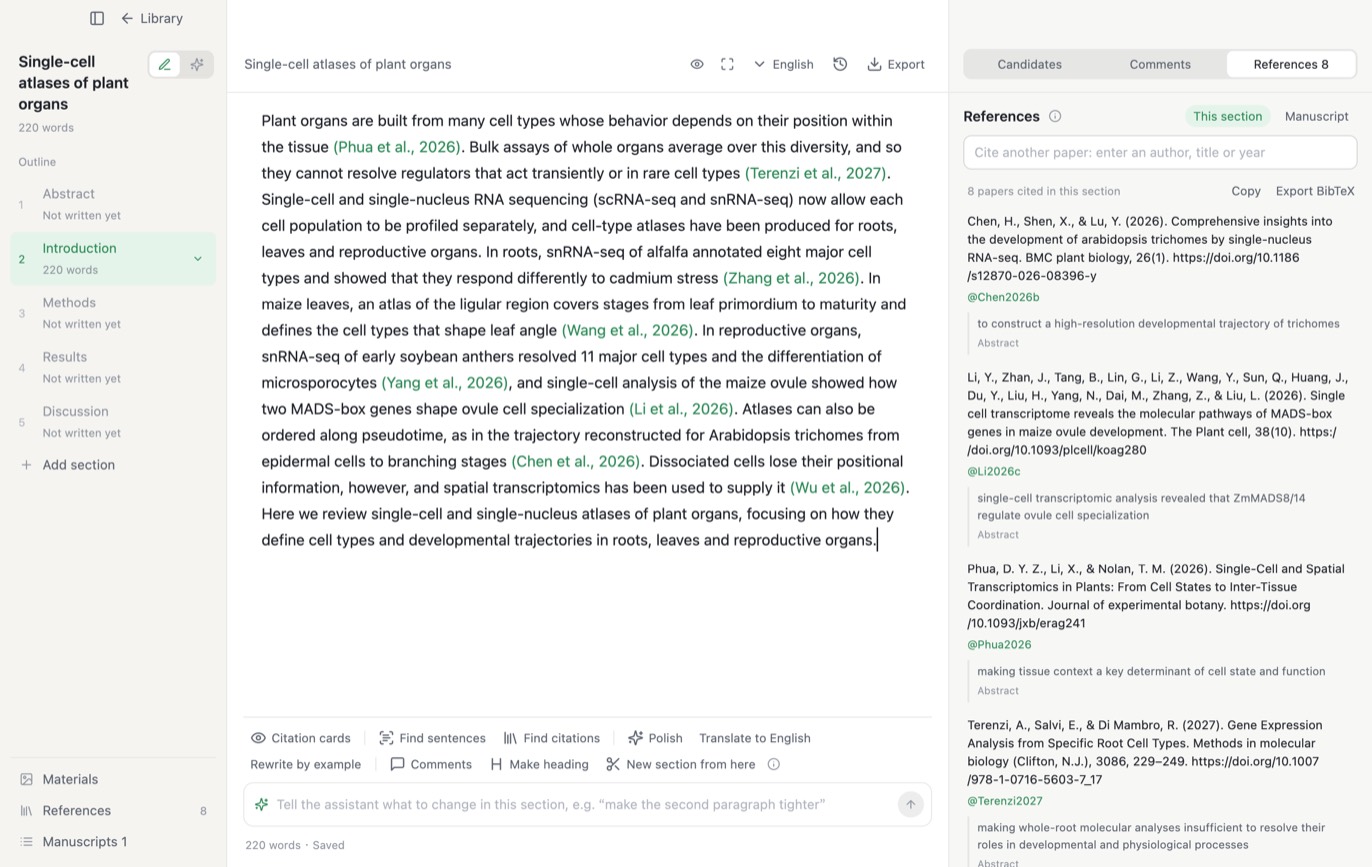 Library
Single-cell
atlases of plant
organs
220 words
Outline
1
Abstract
Not written yet
2
Introduction
220 words
3
Methods
Not written yet
4
Results
Not written yet
5
Discussion
Not written yet
Add section
Materials
References
8
Manuscripts 1
Single-cell atlases of plant organs
English
Export
Plant organs are built from many cell types whose behavior depends on their position within
the tissue (Phua et al., 2026). Bulk assays of whole organs average over this diversity, and so
they cannot resolve regulators that act transiently or in rare cell types (Terenzi et al., 2027).
Single-cell and single-nucleus RNA sequencing (scRNA-seq and snRNA-seq) now allow each
cell population to be profiled separately, and cell-type atlases have been produced for roots,
leaves and reproductive organs. In roots, snRNA-seq of alfalfa annotated eight major cell
types and showed that they respond differently to cadmium stress (Zhang et al., 2026). In
maize leaves, an atlas of the ligular region covers stages from leaf primordium to maturity and
defines the cell types that shape leaf angle (Wang et al., 2026). In reproductive organs,
snRNA-seq of early soybean anthers resolved 11 major cell types and the differentiation of
microsporocytes (Yang et al., 2026), and single-cell analysis of the maize ovule showed how
two MADS-box genes shape ovule cell specialization (Li et al., 2026). Atlases can also be
ordered along pseudotime, as in the trajectory reconstructed for Arabidopsis trichomes from
epidermal cells to branching stages (Chen et al., 2026). Dissociated cells lose their positional
information, however, and spatial transcriptomics has been used to supply it (Wu et al., 2026).
Here we review single-cell and single-nucleus atlases of plant organs, focusing on how they
define cell types and developmental trajectories in roots, leaves and reproductive organs.
Citation cards
Find sentences
Find citations
Polish
Translate to English
Rewrite by example
Comments
Make heading
New section from here
Tell the assistant what to change in this section, e.g. “make the second paragraph tighter”
220 words · Saved
Candidates
Comments
References 8
References
This section
Manuscript
Cite another paper: enter an author, title or year
8 papers cited in this section
Copy
Export BibTeX
Chen, H., Shen, X., & Lu, Y. (2026). Comprehensive insights into
the development of arabidopsis trichomes by single-nucleus
RNA-seq. BMC plant biology, 26(1). https://doi.org/10.1186
/s12870-026-08396-y
@Chen2026b
to construct a high-resolution developmental trajectory of trichomes
Abstract
Li, Y., Zhan, J., Tang, B., Lin, G., Li, Z., Wang, Y., Sun, Q., Huang, J.,
Du, Y., Liu, H., Yang, N., Dai, M., Zhang, Z., & Liu, L. (2026). Single
cell transcriptome reveals the molecular pathways of MADS-box
genes in maize ovule development. The Plant cell, 38(10). https:/
/doi.org/10.1093/plcell/koag280
@Li2026c
single-cell transcriptomic analysis revealed that ZmMADS8/14
regulate ovule cell specialization
Abstract
Phua, D. Y. Z., Li, X., & Nolan, T. M. (2026). Single-Cell and Spatial
Transcriptomics in Plants: From Cell States to Inter-Tissue
Coordination. Journal of experimental botany. https://doi.org
/10.1093/jxb/erag241
@Phua2026
making tissue context a key determinant of cell state and function
Abstract
Terenzi, A., Salvi, E., & Di Mambro, R. (2027). Gene Expression
Analysis from Specific Root Cell Types. Methods in molecular
biology (Clifton, N.J.), 3086, 229–249. https://doi.org/10.1007
/978-1-0716-5603-7_17
@Terenzi2027
making whole-root molecular analyses insufficient to resolve their
roles in developmental and physiological processes
Abstract